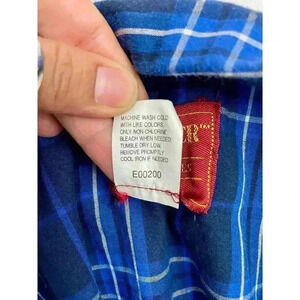 MACHINE WASH COLD
WITH LIKE COLORS,
ONLY NON-CHLORINE
BLEACH WHEN NEEDED
TUMBLE DRY LOW.
REMOVE PROMPTLY
COOL IRON IF NEEDED
E00200